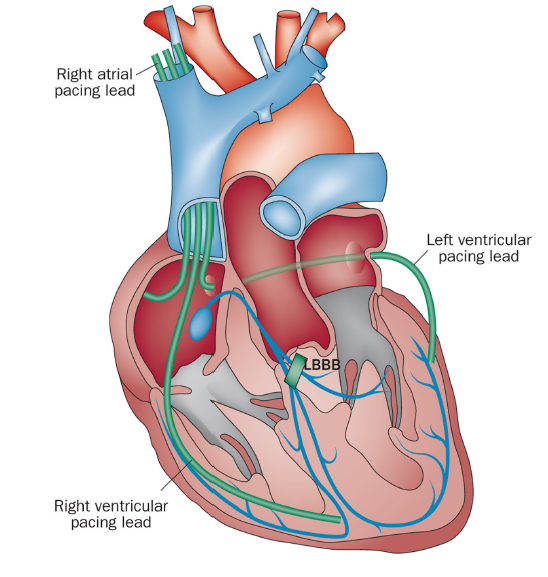 Right atrial
pacing lead
Left ventricular
pacing lead
LBBB
Right ventricular
pacing lead